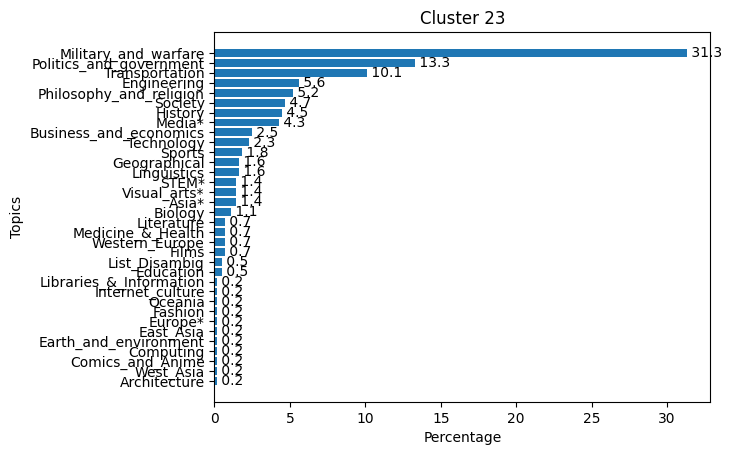 Cluster 23
Military_and_warfare 31.3
Politics_and_government 13.3
Transportation 10.1
Engineering 5.6
Philosophy_and_religion 5.2
Society 4.7
History 4.5
Media* 4.3
Business_and_economics 2.5
Technology 2.3
Sports 1.8
Geographical 1.6
Linguistics 1.6
STEM* 1.4
Visual_arts* 1.4
Asia* 1.4
Biology 1.1
Literature 0.7
Medicine_&_Health 0.7
Western_Europe 0.7
Films 0.7
List_Disambig 0.5
Education 0.5
Libraries_&_Information 0.2
Internet_culture 0.2
Oceania 0.2
Fashion 0.2
Europe* 0.2
East_Asia 0.2
Earth_and_environment 0.2
Computing 0.2
Comics_and_Anime 0.2
West_Asia 0.2
Architecture 0.2
Topics
0 5 10 15 20 25 30
Percentage